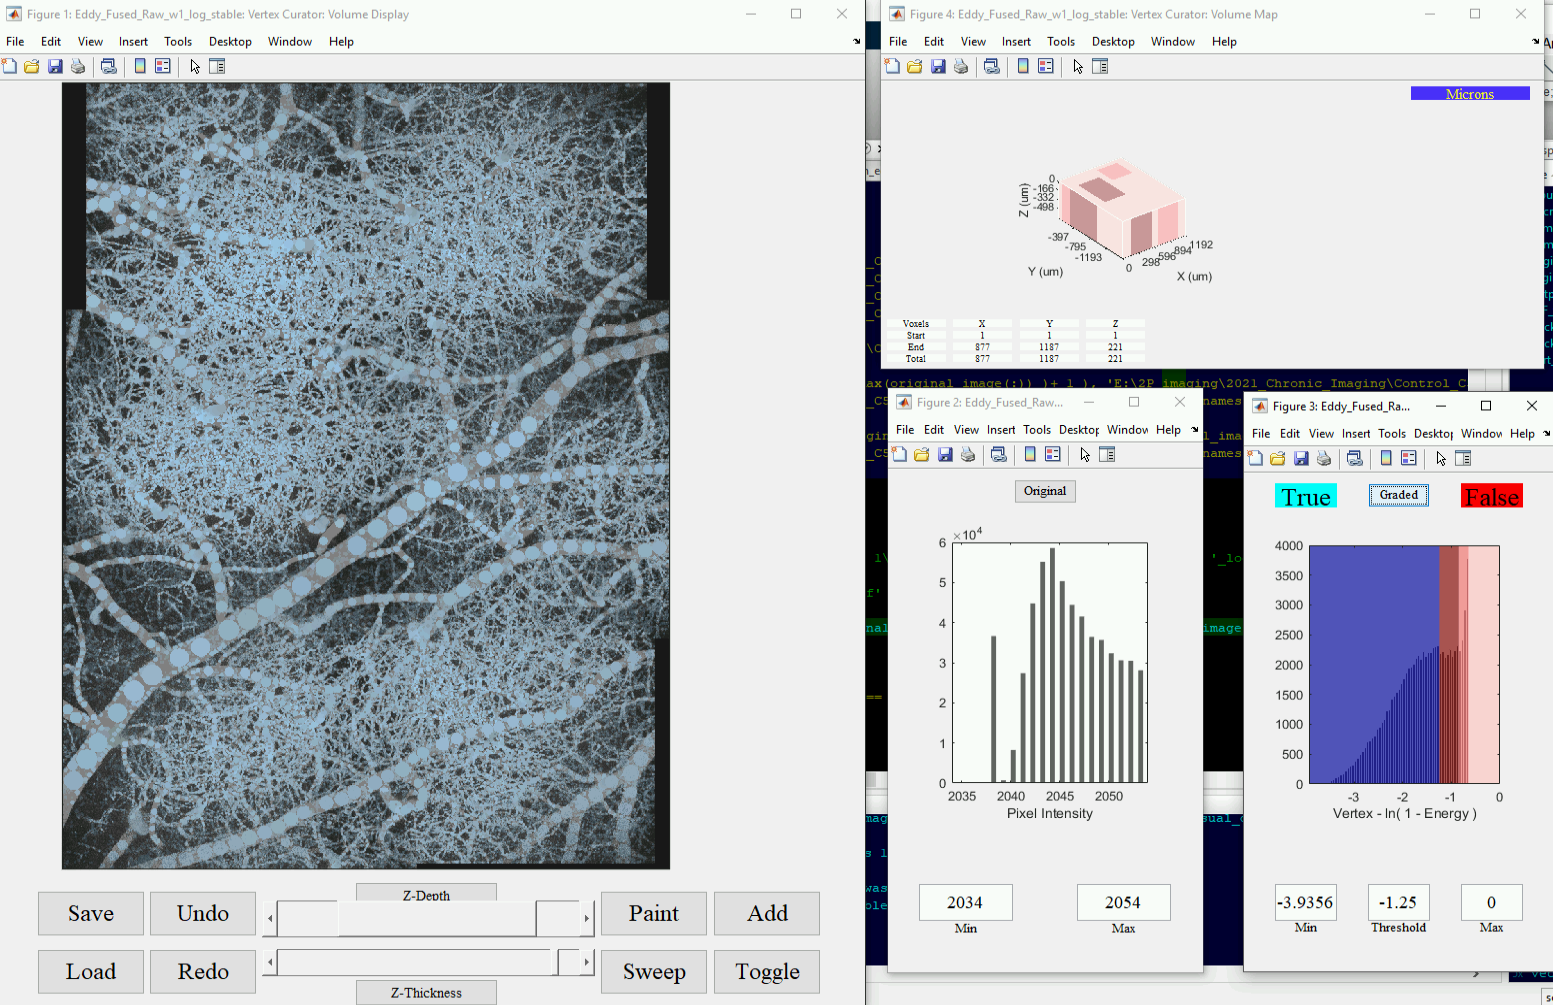 Figure 1: Eddy_Fused_Raw_w1_log_stable: Vertex Curator: Volume Display
File Edit View Insert Tools Desktop Window Help
Z-Depth
Save Undo Paint Add
Load Redo Sweep Toggle
Z-Thickness
Figure 4: Eddy_Fused_Raw_w1_log_stable: Vertex Curator: Volume Map
File Edit View Insert Tools Desktop Window Help
Microns
0
-166
-332
-498
Z (um)
-397
-795
-1193
Y (um)
0 298 596 894 1192
X (um)
Voxels X Y Z
Start 1 1 1
End 877 1187 221
Total 877 1187 221
ax(original_image(:)) )+ 1 ), 'E:\2P_imaging\2021_Chronic_Imaging\Control_C
Figure 2: Eddy_Fused_Raw...
File Edit View Insert Tools Desktop Window Help
Original
×10^4
6
5
4
3
2
1
0
2035 2040 2045 2050
Pixel Intensity
2034 2054
Min Max
Figure 3: Eddy_Fused_Ra...
File Edit View Insert Tools Desktop Window Help
True Graded False
4000
3500
3000
2500
2000
1500
1000
500
0
-3 -2 -1 0
Vertex - ln( 1 - Energy )
-3.9356 -1.25 0
Min Threshold Max